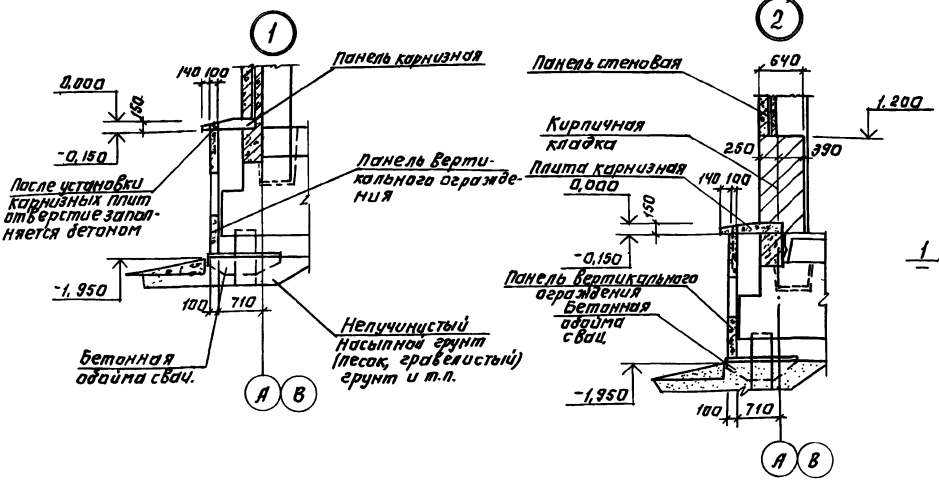 1
Панель карнизная
140 100
0.000
150
-0,150
После установки
карнизных плит
отверстие запол-
няется бетоном
Панель верти-
кального огражде-
ния
-1,950
100 710
Бетонная
обойма свай.
Непучинистый
насыпной грунт
(песок, гравелистый)
грунт и т.п.
А В
2
Панель стеновая
640
1.200
Кирпичная
кладка
250 390
Плита карнизная
0,000
140 100
150
-0,150
1
Панель вертикального
ограждения
Бетонная
обойма
свай
-1,950
100 710
А В